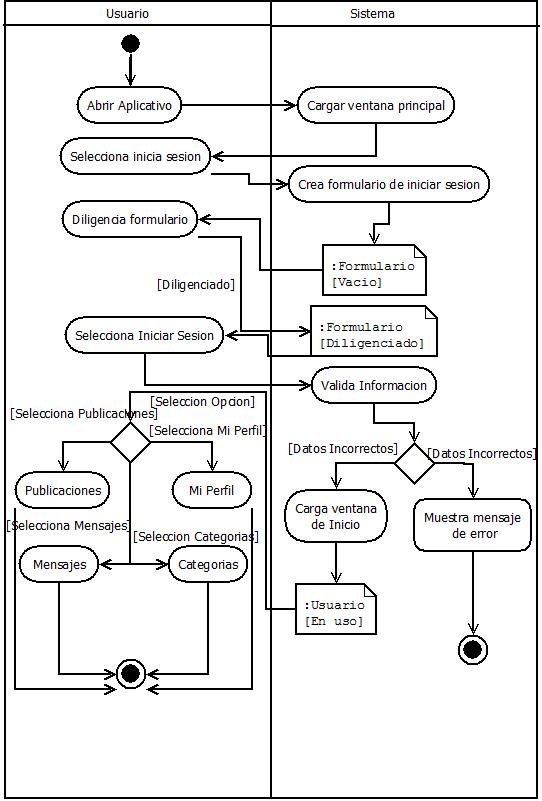 Usuario
Sistema
Abrir Aplicativo
Cargar ventana principal
Selecciona inicia sesion
Crea formulario de iniciar sesion
Diligencia formulario
:Formulario
[Vacio]
[Diligenciado]
:Formulario
[Diligenciado]
Selecciona Iniciar Sesion
Valida Informacion
[Seleccion Opcion]
[Selecciona Publicaciones]
[Selecciona Mi Perfil]
[Datos Incorrectos]
[Datos Incorrectos]
Publicaciones
Mi Perfil
Carga ventana
de Inicio
Muestra mensaje
de error
[Selecciona Mensajes]
[Seleccion Categorias]
Mensajes
Categorias
:Usuario
[En uso]